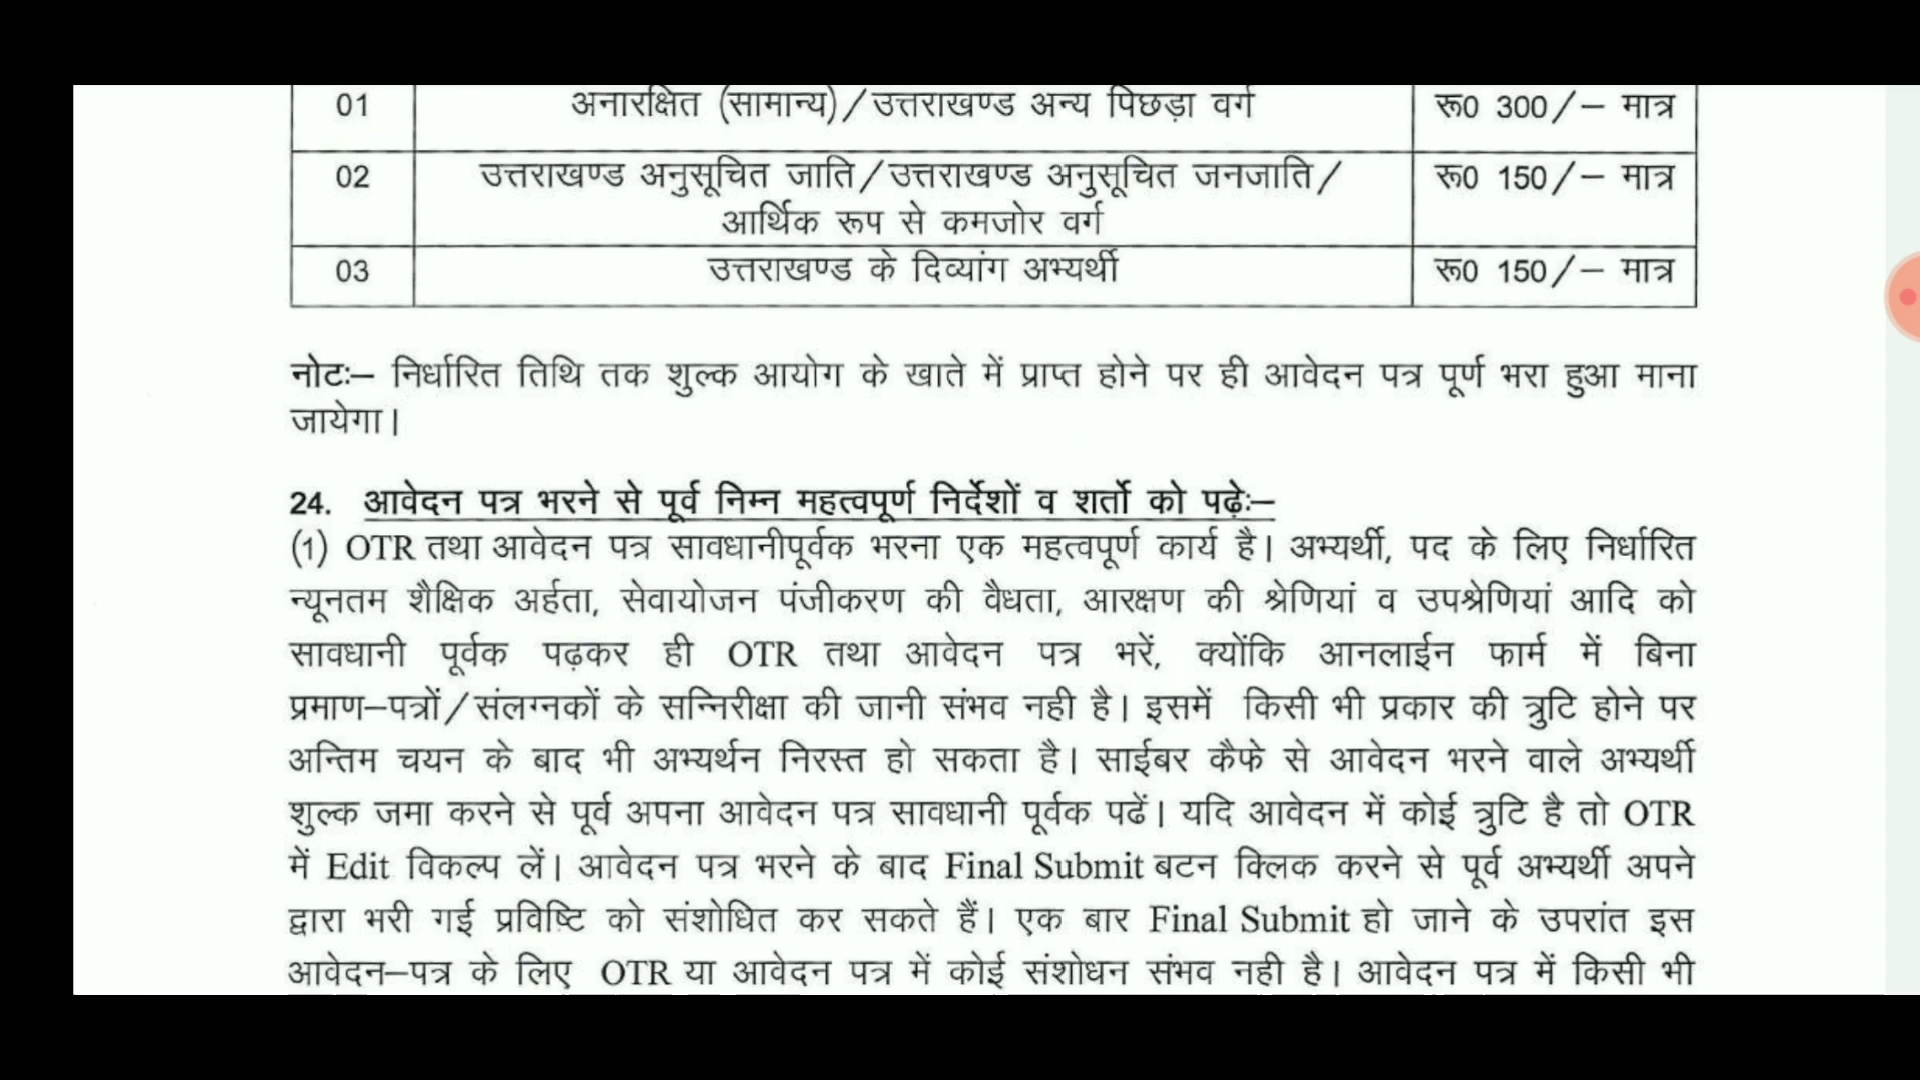 01 अनारक्षित (सामान्य)/उत्तराखण्ड अन्य पिछड़ा वर्ग रू0 300/– मात्र
02 उत्तराखण्ड अनुसूचित जाति/उत्तराखण्ड अनुसूचित जनजाति/ रू0 150/– मात्र
आर्थिक रूप से कमजोर वर्ग
03 उत्तराखण्ड के दिव्यांग अभ्यर्थी रू0 150/– मात्र
नोटः– निर्धारित तिथि तक शुल्क आयोग के खाते में प्राप्त होने पर ही आवेदन पत्र पूर्ण भरा हुआ माना
जायेगा।
24. आवेदन पत्र भरने से पूर्व निम्न महत्वपूर्ण निर्देशों व शर्तो को पढ़ेः–
(1) OTR तथा आवेदन पत्र सावधानीपूर्वक भरना एक महत्वपूर्ण कार्य है। अभ्यर्थी, पद के लिए निर्धारित
न्यूनतम शैक्षिक अर्हता, सेवायोजन पंजीकरण की वैधता, आरक्षण की श्रेणियां व उपश्रेणियां आदि को
सावधानी पूर्वक पढ़कर ही OTR तथा आवेदन पत्र भरें, क्योंकि आनलाईन फार्म में बिना
प्रमाण–पत्रों/संलग्नकों के सन्निरीक्षा की जानी संभव नही है। इसमें किसी भी प्रकार की त्रुटि होने पर
अन्तिम चयन के बाद भी अभ्यर्थन निरस्त हो सकता है। साईबर कैफे से आवेदन भरने वाले अभ्यर्थी
शुल्क जमा करने से पूर्व अपना आवेदन पत्र सावधानी पूर्वक पढें। यदि आवेदन में कोई त्रुटि है तो OTR
में Edit विकल्प लें। आवेदन पत्र भरने के बाद Final Submit बटन क्लिक करने से पूर्व अभ्यर्थी अपने
द्वारा भरी गई प्रविष्टि को संशोधित कर सकते हैं। एक बार Final Submit हो जाने के उपरांत इस
आवेदन–पत्र के लिए OTR या आवेदन पत्र में कोई संशोधन संभव नही है। आवेदन पत्र में किसी भी